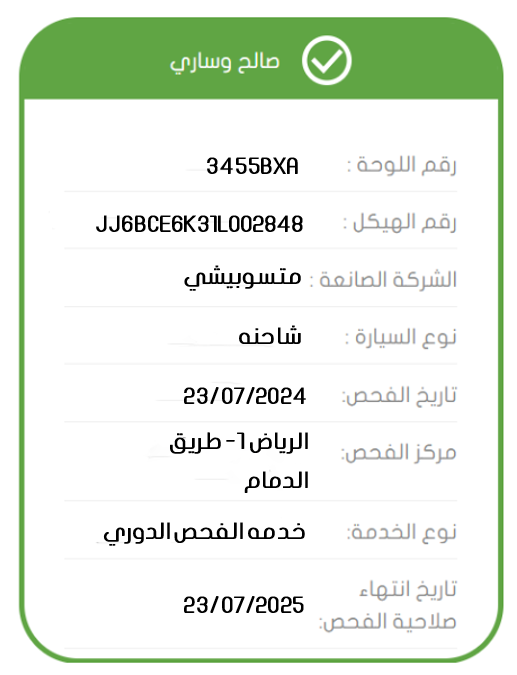 صالح وساري
رقم اللوحة : 3455BXA
رقم الهيكل : JJ6BCE6K31L002848
الشركة الصانعة : متسوبيشي
نوع السيارة : شاحنه
تاريخ الفحص: 23/07/2024
مركز الفحص: الرياض 1- طريق
الدمام
نوع الخدمة: خدمه الفحص الدوري
تاريخ انتهاء
صلاحية الفحص: 23/07/2025